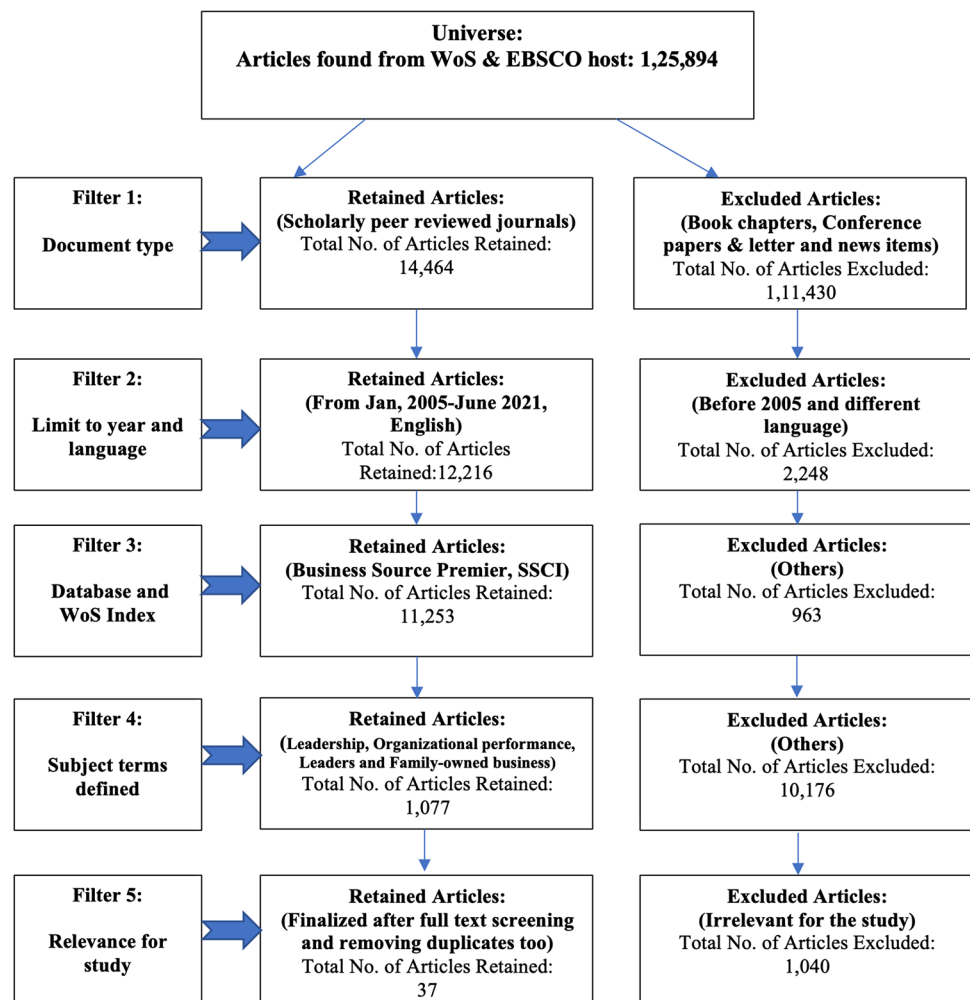 Universe:
Articles found from WoS & EBSCO host: 1,25,894
Filter 1:
Document type
Retained Articles:
(Scholarly peer reviewed journals)
Total No. of Articles Retained:
14,464
Excluded Articles:
(Book chapters, Conference
papers & letter and news items)
Total No. of Articles Excluded:
1,11,430
Filter 2:
Limit to year and
language
Retained Articles:
(From Jan, 2005-June 2021,
English)
Total No. of Articles
Retained:12,216
Excluded Articles:
(Before 2005 and different
language)
Total No. of Articles Excluded:
2,248
Filter 3:
Database and
WoS Index
Retained Articles:
(Business Source Premier, SSCI)
Total No. of Articles Retained:
11,253
Excluded Articles:
(Others)
Total No. of Articles Excluded:
963
Filter 4:
Subject terms
defined
Retained Articles:
(Leadership, Organizational performance,
Leaders and Family-owned business)
Total No. of Articles Retained:
1,077
Excluded Articles:
(Others)
Total No. of Articles Excluded:
10,176
Filter 5:
Relevance for
study
Retained Articles:
(Finalized after full text screening
and removing duplicates too)
Total No. of Articles Retained:
37
Excluded Articles:
(Irrelevant for the study)
Total No. of Articles Excluded:
1,040